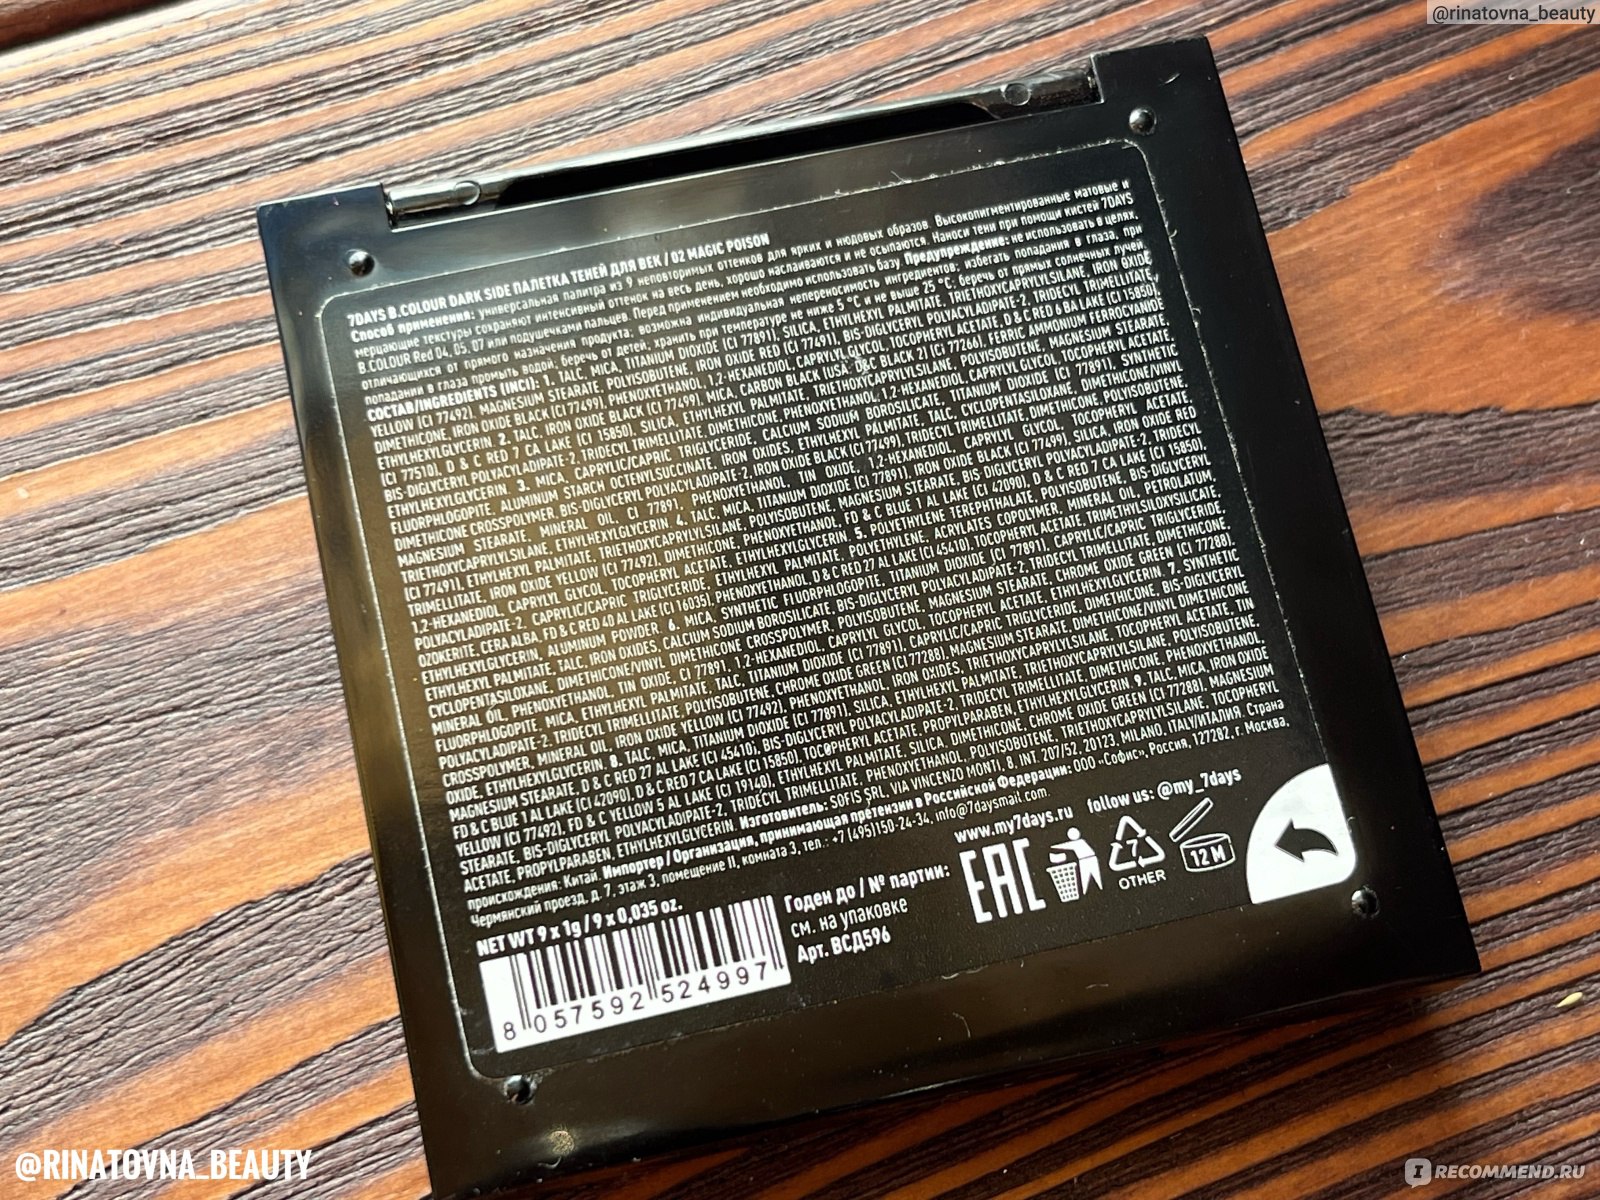 @rinatovna_beauty
7DAYS B.COLOUR DARK SIDE ПАЛЕТКА ТЕНЕЙ ДЛЯ ВЕК / 02 MAGIC POISON
Способ применения: универсальная палитра из 9 неповторимых оттенков для ярких и нюдовых образов. Высокопигментированные матовые и
мерцающие текстуры сохраняют интенсивный оттенок на весь день, хорошо наслаиваются и не осыпаются. Наноси тени при помощи кистей 7DAYS
B.COLOUR Red 04, 05, 07 или подушечками пальцев. Перед применением необходимо использовать базу. Предупреждение: не использовать в целях,
отличающихся от прямого назначения продукта; возможна индивидуальная непереносимость ингредиентов; избегать попадания в глаза, при
попадании в глаза промыть водой; беречь от детей, хранить при температуре не ниже 5 °С и не выше 25 °С; беречь от прямых солнечных лучей.
СОСТАВ/INGREDIENTS (INCI): 1. TALC, MICA, TITANIUM DIOXIDE (CI 77891), SILICA, ETHYLHEXYL PALMITATE, TRIETHOXYCAPRYLYLSILANE, IRON OXIDE
YELLOW (CI 77492), MAGNESIUM STEARATE, POLYISOBUTENE, IRON OXIDE RED (CI 77491), BIS-DIGLYCERYL POLYACYLADIPATE-2, TRIDECYL TRIMELLITATE,
DIMETHICONE, IRON OXIDE BLACK (CI 77499), PHENOXYETHANOL, 1,2-HEXANEDIOL, CAPRYLYL GLYCOL, TOCOPHERYL ACETATE, D & C RED 6 BA LAKE (CI 15850),
ETHYLHEXYLGLYCERIN. 2. TALC, IRON OXIDE BLACK (CI 77499), MICA, CARBON BLACK (USA: D&C BLACK 2) (CI 77266), FERRIC AMMONIUM FERROCYANIDE
(CI 77510), D & C RED 7 CA LAKE (CI 15850), SILICA, ETHYLHEXYL PALMITATE, TRIETHOXYCAPRYLYLSILANE, POLYISOBUTENE, MAGNESIUM STEARATE,
BIS-DIGLYCERYL POLYACYLADIPATE-2, TRIDECYL TRIMELLITATE, DIMETHICONE, PHENOXYETHANOL, 1,2-HEXANEDIOL, CAPRYLYL GLYCOL, TOCOPHERYL ACETATE,
ETHYLHEXYLGLYCERIN. 3. MICA, CAPRYLIC/CAPRIC TRIGLYCERIDE, CALCIUM SODIUM BOROSILICATE, TITANIUM DIOXIDE (CI 77891), SYNTHETIC
FLUORPHLOGOPITE, ALUMINUM STARCH OCTENYLSUCCINATE, IRON OXIDES, ETHYLHEXYL PALMITATE, TALC, CYCLOPENTASILOXANE, DIMETHICONE/VINYL
DIMETHICONE CROSSPOLYMER, BIS-DIGLYCERYL POLYACYLADIPATE-2, IRON OXIDE BLACK (CI 77499), TRIDECYL TRIMELLITATE, DIMETHICONE, POLYISOBUTENE,
MAGNESIUM STEARATE, MINERAL OIL, CI 77891, PHENOXYETHANOL, TIN OXIDE, 1,2-HEXANEDIOL, CAPRYLYL GLYCOL, TOCOPHERYL ACETATE,
TRIETHOXYCAPRYLYLSILANE, ETHYLHEXYLGLYCERIN. 4. TALC, MICA, TITANIUM DIOXIDE (CI 77891), IRON OXIDE BLACK (CI 77499), SILICA, IRON OXIDE RED
(CI 77491), ETHYLHEXYL PALMITATE, TRIETHOXYCAPRYLYLSILANE, POLYISOBUTENE, MAGNESIUM STEARATE, BIS-DIGLYCERYL POLYACYLADIPATE-2, TRIDECYL
TRIMELLITATE, IRON OXIDE YELLOW (CI 77492), DIMETHICONE, PHENOXYETHANOL, FD & C BLUE 1 AL LAKE (CI 42090), D & C RED 7 CA LAKE (CI 15850),
1,2-HEXANEDIOL, CAPRYLYL GLYCOL, TOCOPHERYL ACETATE, ETHYLHEXYLGLYCERIN. 5. POLYETHYLENE TEREPHTHALATE, POLYISOBUTENE, BIS-DIGLYCERYL
POLYACYLADIPATE-2, CAPRYLIC/CAPRIC TRIGLYCERIDE, ETHYLHEXYL PALMITATE, POLYETHYLENE, ACRYLATES COPOLYMER, MINERAL OIL, PETROLATUM,
OZOKERITE, CERA ALBA, FD & C RED 40 AL LAKE (CI 16035), PHENOXYETHANOL, D & C RED 27 AL LAKE (CI 45410), TOCOPHERYL ACETATE, TRIMETHYLSILOXYSILICATE,
ETHYLHEXYLGLYCERIN, ALUMINUM POWDER. 6. MICA, SYNTHETIC FLUORPHLOGOPITE, TITANIUM DIOXIDE (CI 77891), CAPRYLIC/CAPRIC TRIGLYCERIDE,
ETHYLHEXYL PALMITATE, TALC, IRON OXIDES, CALCIUM SODIUM BOROSILICATE, BIS-DIGLYCERYL POLYACYLADIPATE-2, TRIDECYL TRIMELLITATE, DIMETHICONE,
CYCLOPENTASILOXANE, DIMETHICONE/VINYL DIMETHICONE CROSSPOLYMER, POLYISOBUTENE, MAGNESIUM STEARATE, CHROME OXIDE GREEN (CI 77288),
MINERAL OIL, PHENOXYETHANOL, TIN OXIDE, CI 77891, 1,2-HEXANEDIOL, CAPRYLYL GLYCOL, TOCOPHERYL ACETATE, ETHYLHEXYLGLYCERIN. 7. SYNTHETIC
FLUORPHLOGOPITE, MICA, ETHYLHEXYL PALMITATE, TALC, TITANIUM DIOXIDE (CI 77891), CAPRYLIC/CAPRIC TRIGLYCERIDE, DIMETHICONE, BIS-DIGLYCERYL
POLYACYLADIPATE-2, TRIDECYL TRIMELLITATE, POLYISOBUTENE, CHROME OXIDE GREEN (CI 77288), MAGNESIUM STEARATE, DIMETHICONE/VINYL DIMETHICONE
CROSSPOLYMER, MINERAL OIL, IRON OXIDE YELLOW (CI 77492), PHENOXYETHANOL, IRON OXIDES, TRIETHOXYCAPRYLYLSILANE, TOCOPHERYL ACETATE, TIN
OXIDE, ETHYLHEXYLGLYCERIN. 8. TALC, MICA, TITANIUM DIOXIDE (CI 77891), SILICA, ETHYLHEXYL PALMITATE, TRIETHOXYCAPRYLYLSILANE, POLYISOBUTENE,
MAGNESIUM STEARATE, D & C RED 27 AL LAKE (CI 45410), BIS-DIGLYCERYL POLYACYLADIPATE-2, TRIDECYL TRIMELLITATE, DIMETHICONE, PHENOXYETHANOL,
FD & C BLUE 1 AL LAKE (CI 42090), D & C RED 7 CA LAKE (CI 15850), TOCOPHERYL ACETATE, PROPYLPARABEN, ETHYLHEXYLGLYCERIN. 9. TALC, MICA, IRON OXIDE
YELLOW (CI 77492), FD & C YELLOW 5 AL LAKE (CI 19140), ETHYLHEXYL PALMITATE, SILICA, DIMETHICONE, CHROME OXIDE GREEN (CI 77288), MAGNESIUM
STEARATE, BIS-DIGLYCERYL POLYACYLADIPATE-2, TRIDECYL TRIMELLITATE, PHENOXYETHANOL, POLYISOBUTENE, TRIETHOXYCAPRYLYLSILANE, TOCOPHERYL
ACETATE, PROPYLPARABEN, ETHYLHEXYLGLYCERIN. Изготовитель: SOFIS SRL, VIA VINCENZO MONTI, 8, INT. 207/52, 20123, MILANO, ITALY/ИТАЛИЯ. Страна
происхождения: Китай. Импортер / Организация, принимающая претензии в Российской Федерации: ООО «Софис», Россия, 127282, г. Москва,
Чермянский проезд, д. 7, этаж 3, помещение II, комната 3, тел.: +7 (495)150-24-34, info@7daysmail.com.
NET WT 9 x 1g / 9 x 0,035 oz.
www.my7days.ru follow us: @my_7days
Годен до / № партии:
см. на упаковке
Арт. ВСД596
EAC
7
OTHER
12 M
8 057592 524997
@RINATOVNA_BEAUTY
IRECOMMEND.RU